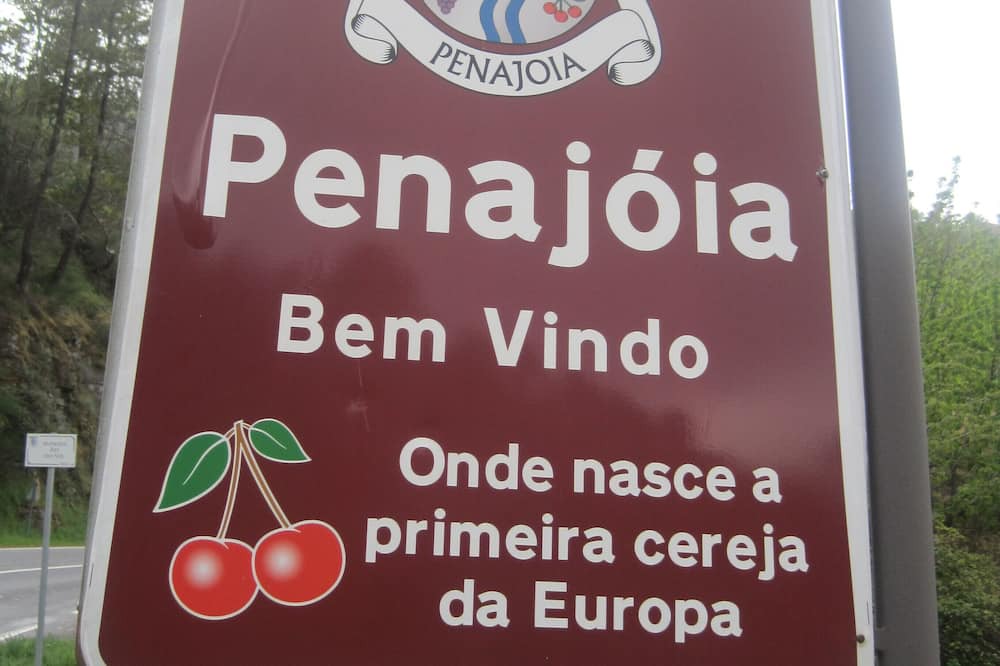 PENAJOIA
Penajóia
Bem Vindo
Onde nasce a
primeira cereja
da Europa